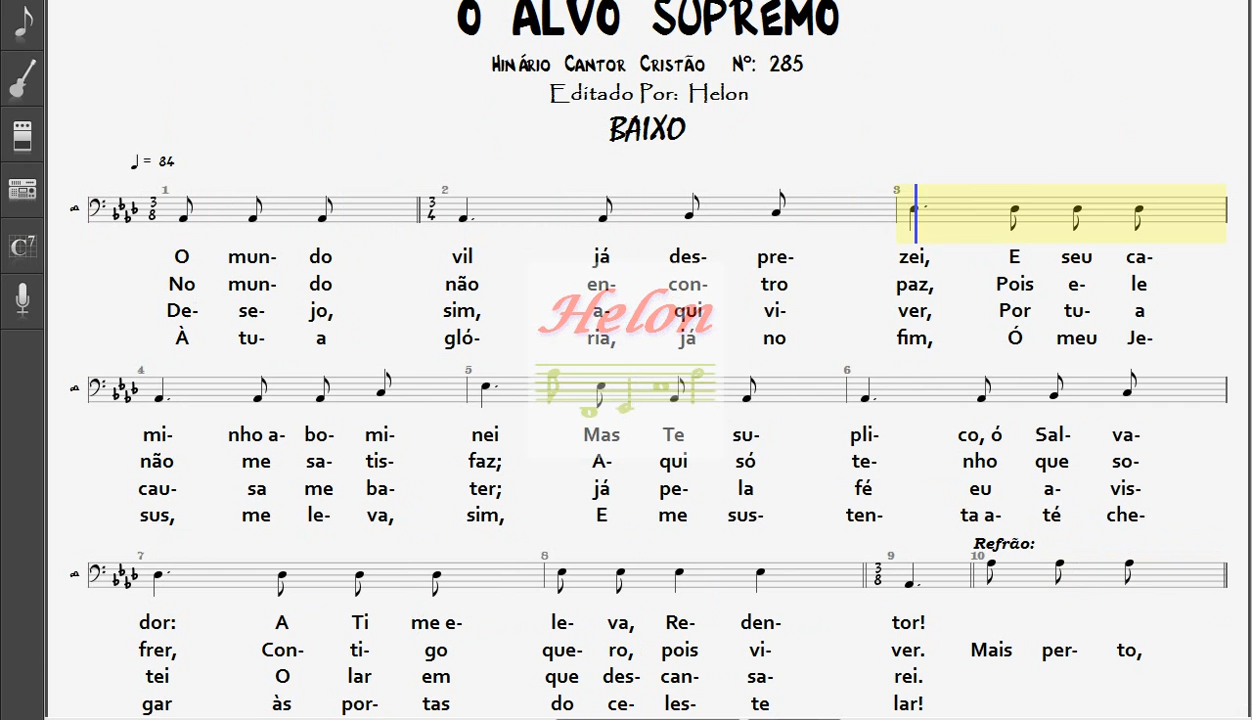 O ALVO SUPREMO
Hinário Cantor Cristão Nº: 285
Editado Por: Helon
BAIXO
= 84
1 2 3
3 8 3 4
O mun- do vil já des- pre- zei, E seu ca-
No mun- do não en- con- tro paz, Pois e- le
De- se- jo, sim, a- qui vi- ver, Por tu- a
À tu- a gló- ria, já no fim, Ó meu Je-
Helon
4 5 6
mi- nho a- bo- mi- nei Mas Te su- pli- co, ó Sal- va-
não me sa- tis- faz; A- qui só te- nho que so-
cau- sa me ba- ter; já pe- la fé eu a- vis-
sus, me le- va, sim, E me sus- ten- ta a- té che-
Refrão:
7 8 9 10
3 8
dor: A Ti me e- le- va, Re- den- tor!
frer, Con- ti- go que- ro, pois vi- ver. Mais per- to,
tei O lar em que des- can- sa- rei.
gar às por- tas do ce- les- te lar!
C7